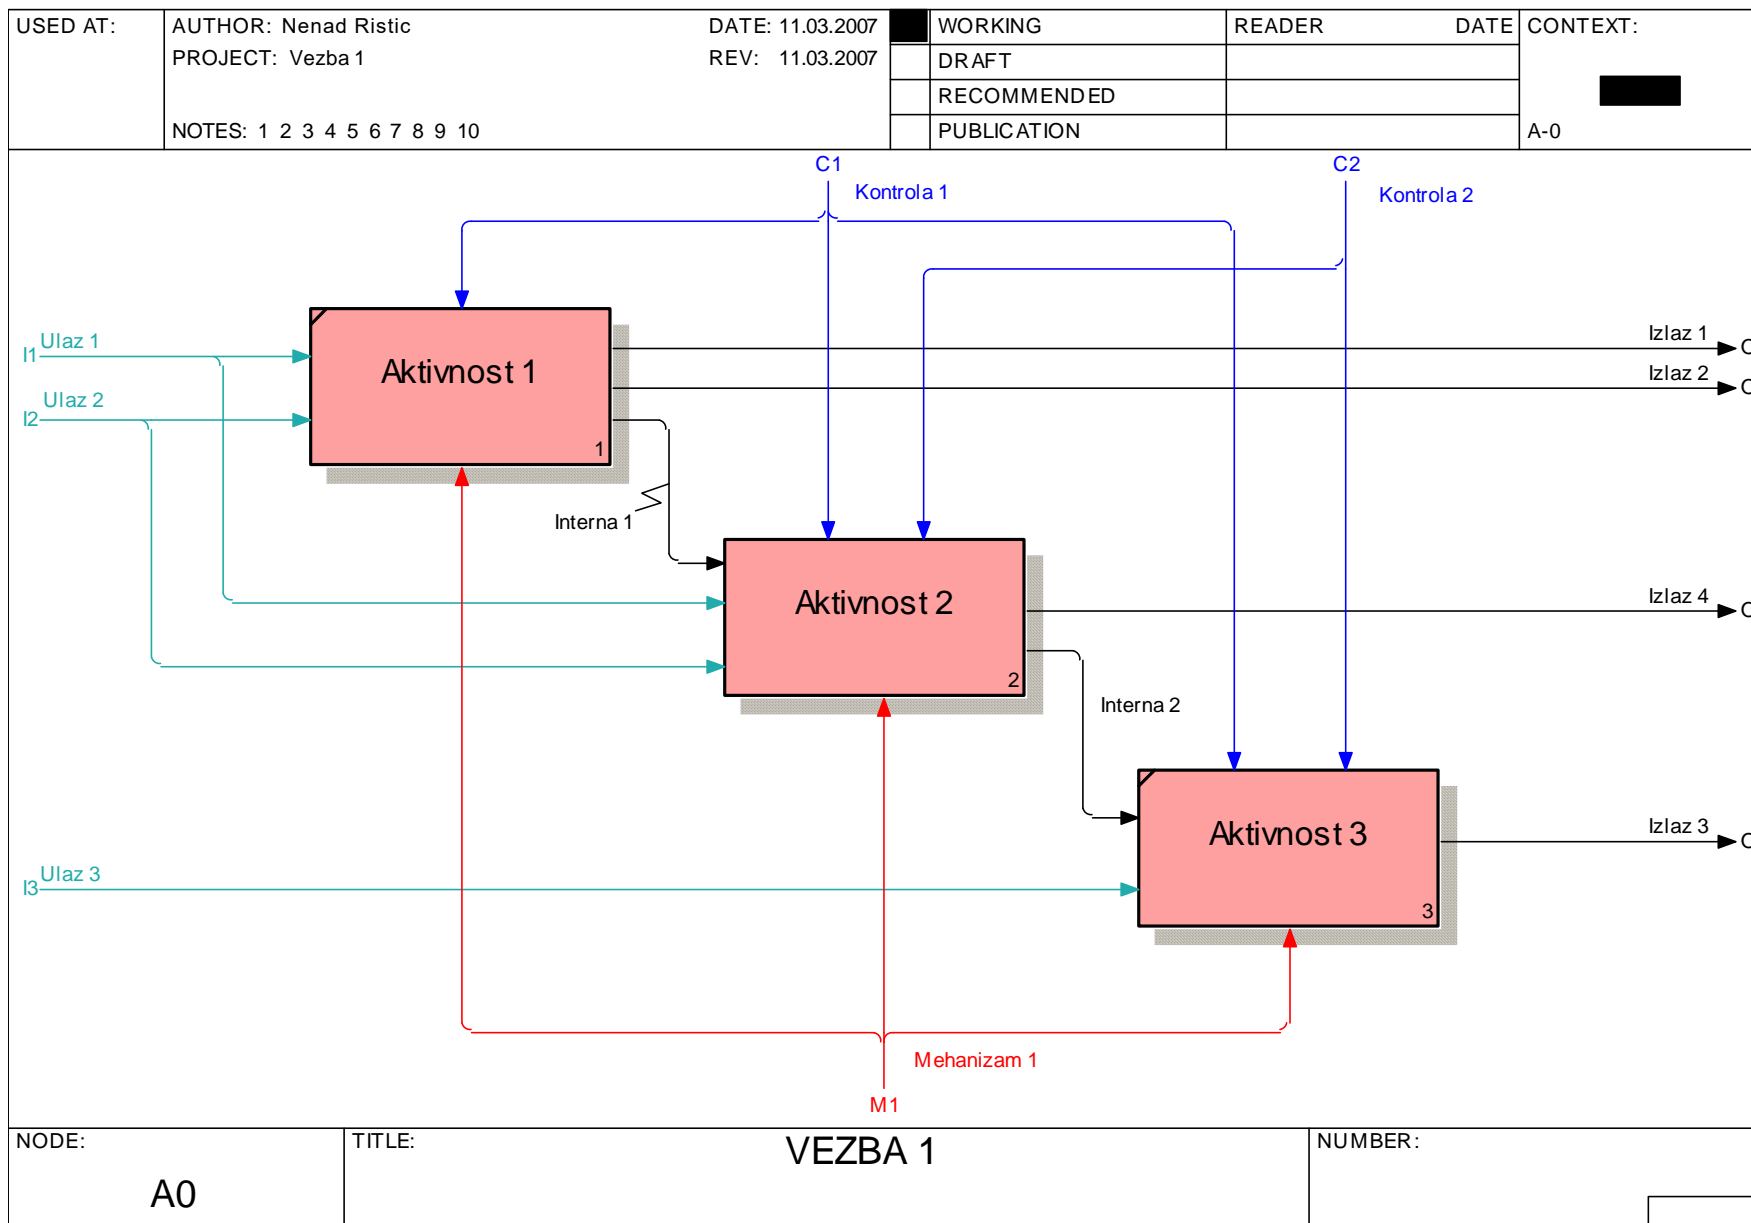 USED AT:
AUTHOR: Nenad Ristic
DATE: 11.03.2007
PROJECT: Vezba 1
REV: 11.03.2007
NOTES: 1 2 3 4 5 6 7 8 9 10
WORKING
DRAFT
RECOMMENDED
PUBLICATION
READER DATE
CONTEXT:
A-0
C1
Kontrola 1
C2
Kontrola 2
I1 Ulaz 1
I2 Ulaz 2
Aktivnost 1
1
Izlaz 1
Izlaz 2
Interna 1
Aktivnost 2
2
Izlaz 4
Interna 2
Aktivnost 3
3
Izlaz 3
I3 Ulaz 3
Mehanizam 1
M1
NODE:
A0
TITLE:
VEZBA 1
NUMBER: